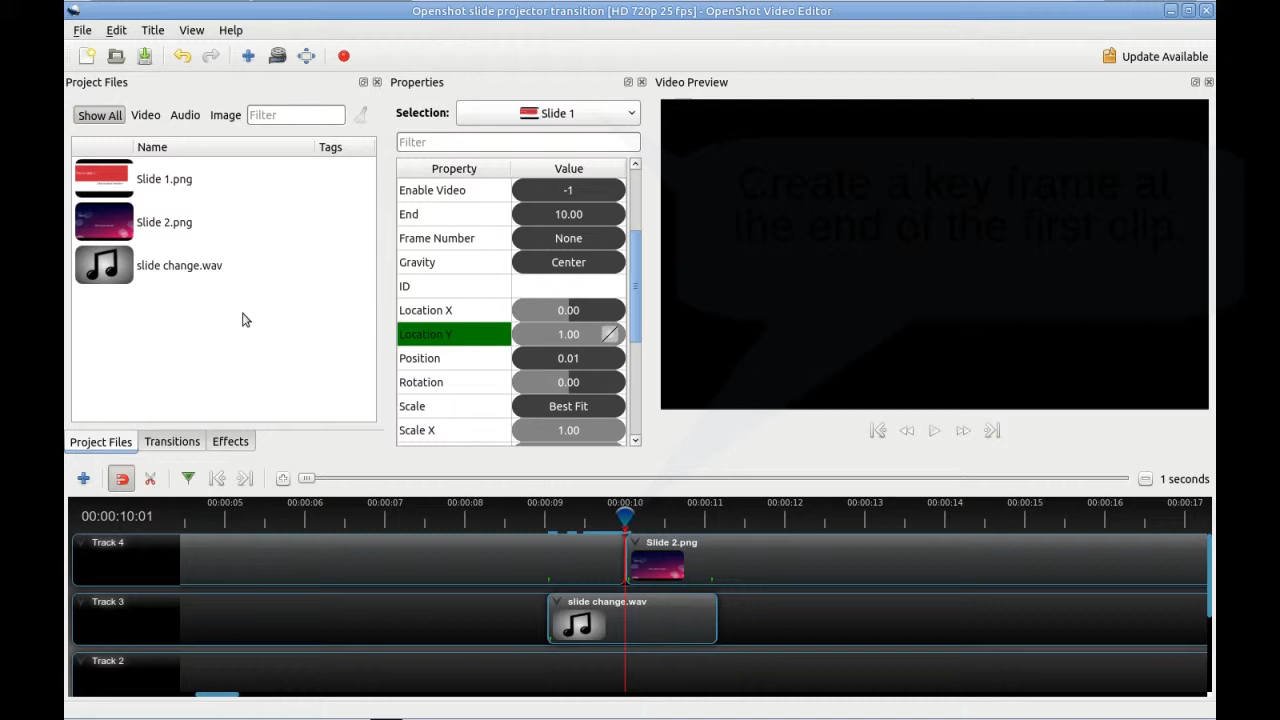 Openshot slide projector transition [HD 720p 25 fps] - OpenShot Video Editor
File Edit Title View Help
Update Available
Project Files
Properties
Video Preview
Show All Video Audio Image Filter
Selection: Slide 1
Filter
Name Tags
Property Value
Slide 1.png
Slide 2.png
slide change.wav
Enable Video -1
End 10.00
Frame Number None
Gravity Center
ID
Location X 0.00
Location Y 1.00
Position 0.01
Rotation 0.00
Scale Best Fit
Scale X 1.00
Create a key frame at
the end of the first clip.
Project Files Transitions Effects
1 seconds
00:00:05 00:00:06 00:00:07 00:00:08 00:00:09 00:00:10 00:00:11 00:00:12 00:00:13 00:00:14 00:00:15 00:00:16 00:00:17
00:00:10:01
Track 4
Slide 2.png
Track 3
slide change.wav
Track 2